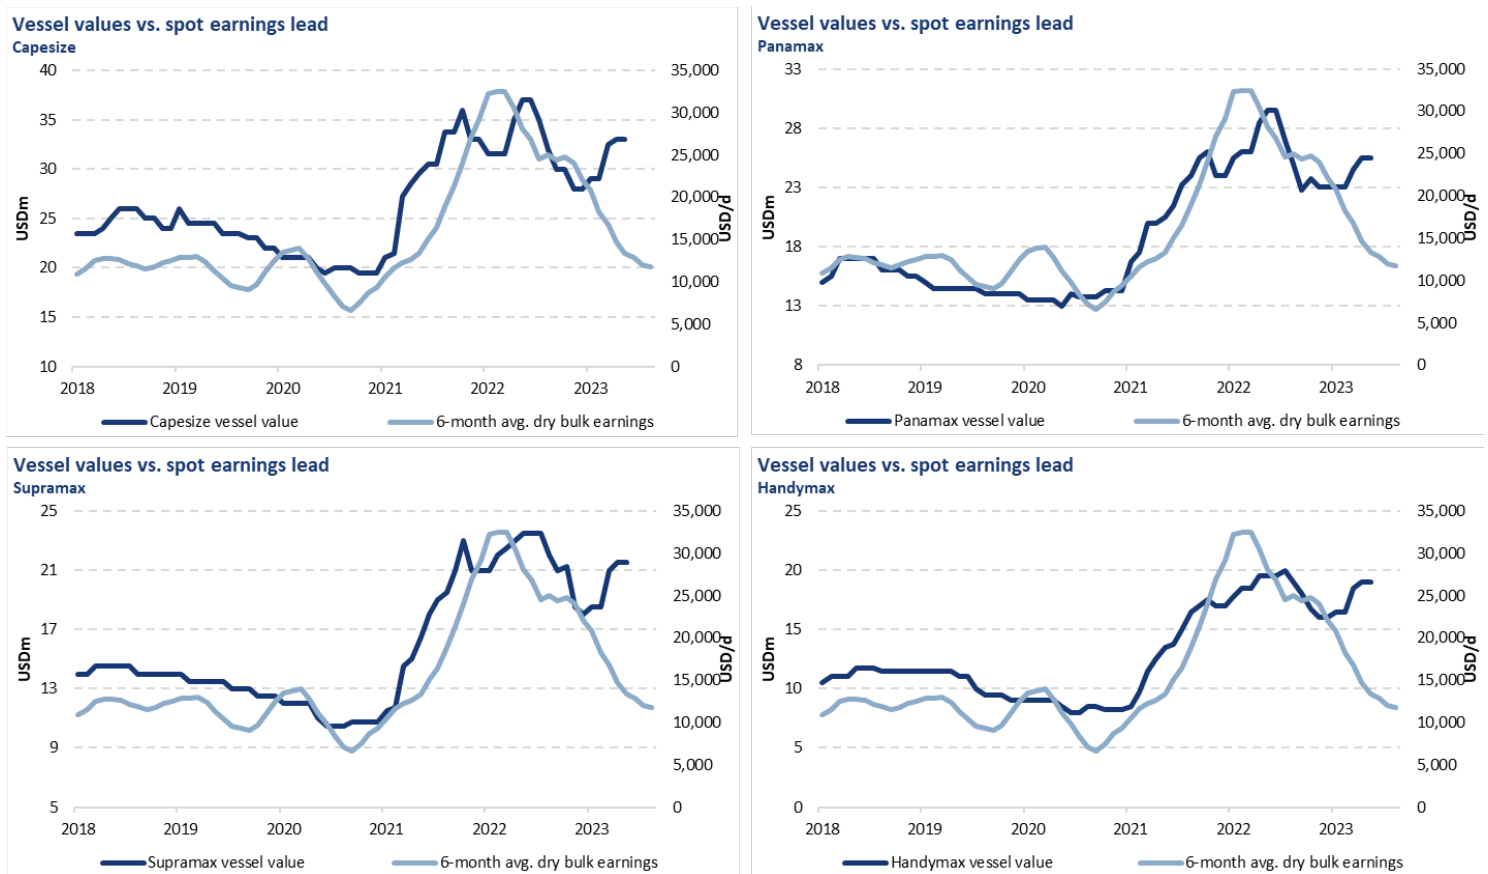 Vessel values vs. spot earnings lead
Capesize
40
35
30
25
20
15
10
USDm
35,000
30,000
25,000
20,000
15,000
10,000
5,000
0
USD/d
2018 2019 2020 2021 2022 2023
Capesize vessel value 6-month avg. dry bulk earnings
Vessel values vs. spot earnings lead
Panamax
33
28
23
18
13
8
USDm
35,000
30,000
25,000
20,000
15,000
10,000
5,000
0
USD/d
2018 2019 2020 2021 2022 2023
Panamax vessel value 6-month avg. dry bulk earnings
Vessel values vs. spot earnings lead
Supramax
25
21
17
13
9
5
USDm
35,000
30,000
25,000
20,000
15,000
10,000
5,000
0
USD/d
2018 2019 2020 2021 2022 2023
Supramax vessel value 6-month avg. dry bulk earnings
Vessel values vs. spot earnings lead
Handymax
25
20
15
10
5
0
USDm
35,000
30,000
25,000
20,000
15,000
10,000
5,000
0
USD/d
2018 2019 2020 2021 2022 2023
Handymax vessel value 6-month avg. dry bulk earnings